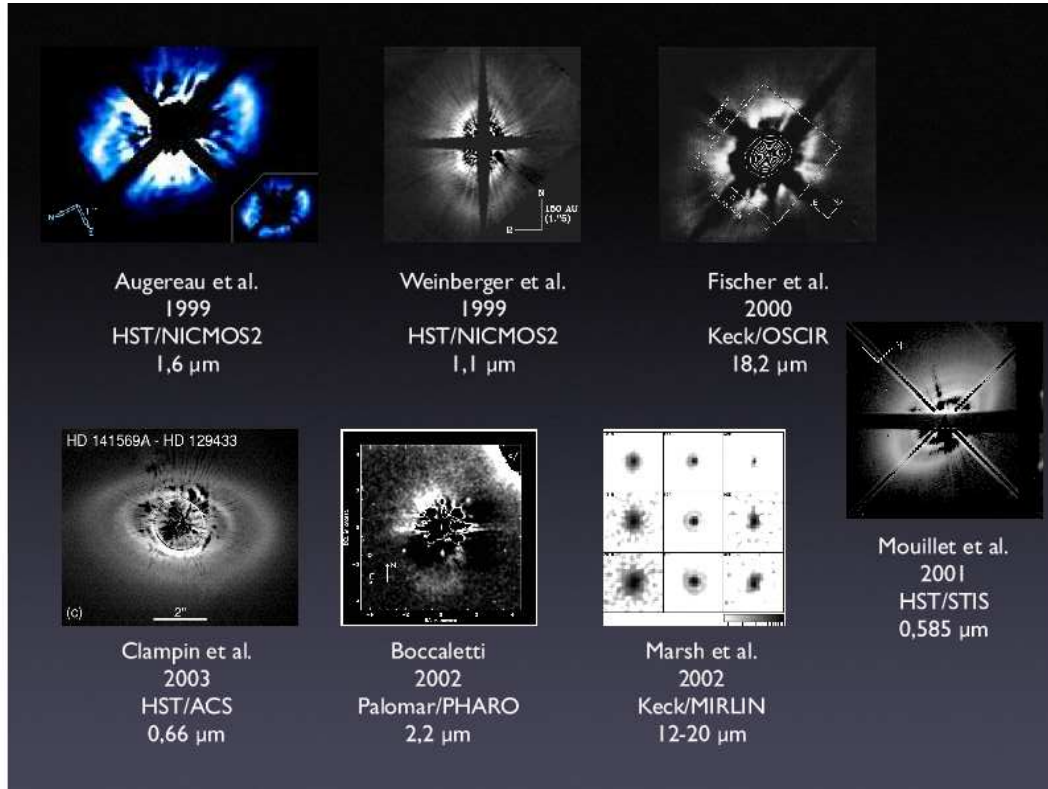 N
E
N
E
150 AU
(1."5)
Augereau et al.
1999
HST/NICMOS2
1,6 µm
Weinberger et al.
1999
HST/NICMOS2
1,1 µm
Fischer et al.
2000
Keck/OSCIR
18,2 µm
HD 141569A - HD 129433
(c)
2"
N
Mouillet et al.
2001
HST/STIS
0,585 µm
Clampin et al.
2003
HST/ACS
0,66 µm
Boccaletti
2002
Palomar/PHARO
2,2 µm
Marsh et al.
2002
Keck/MIRLIN
12-20 µm